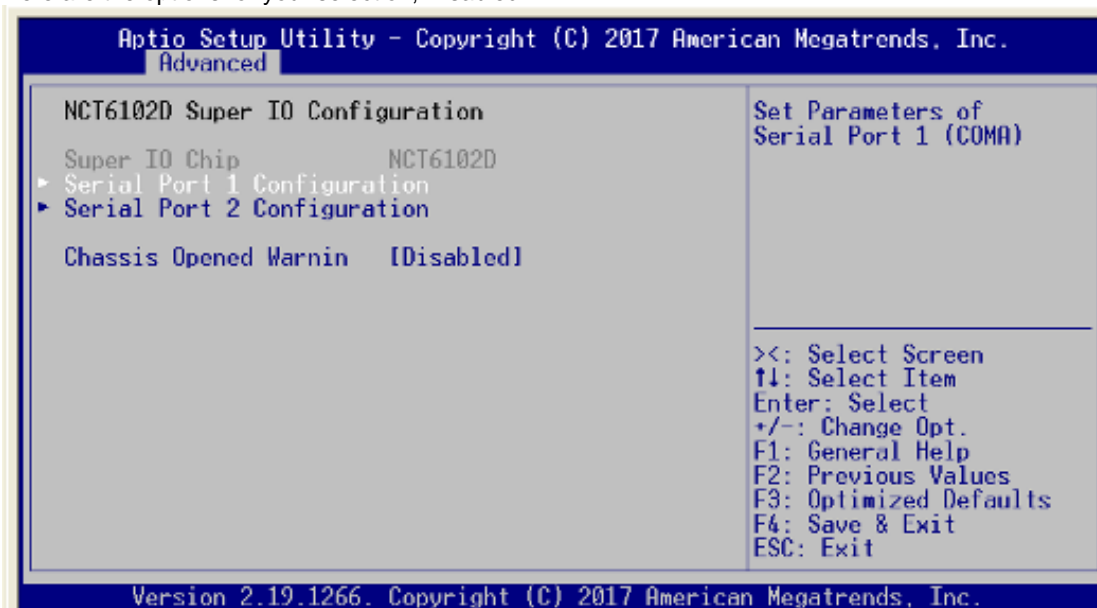 Aptio Setup Utility - Copyright (C) 2017 American Megatrends, Inc.
Advanced
NCT6102D Super IO Configuration
Super IO Chip NCT6102D
► Serial Port 1 Configuration
► Serial Port 2 Configuration
Chassis Opened Warnin [Disabled]
Set Parameters of
Serial Port 1 (COMA)
><: Select Screen
↑↓: Select Item
Enter: Select
+/-: Change Opt.
F1: General Help
F2: Previous Values
F3: Optimized Defaults
F4: Save & Exit
ESC: Exit
Version 2.19.1266. Copyright (C) 2017 American Megatrends, Inc.